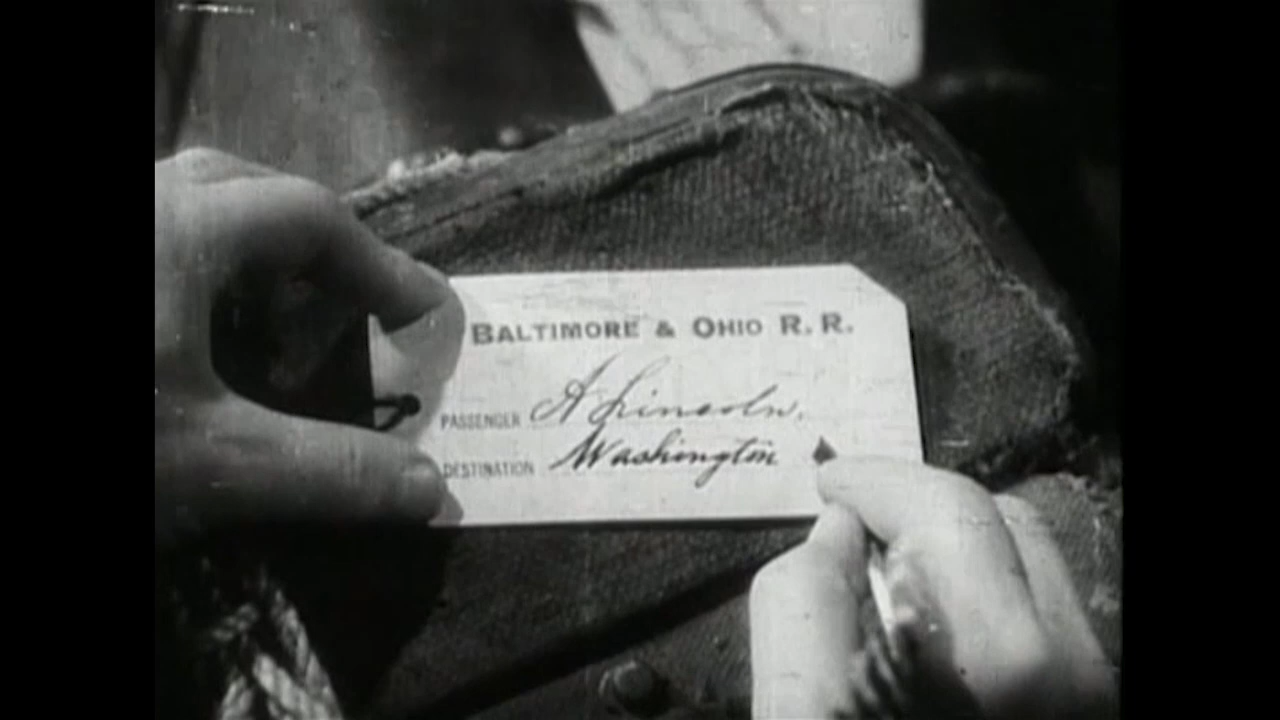 BALTIMORE & OHIO R. R.
PASSENGER A Lincoln.
DESTINATION Washington